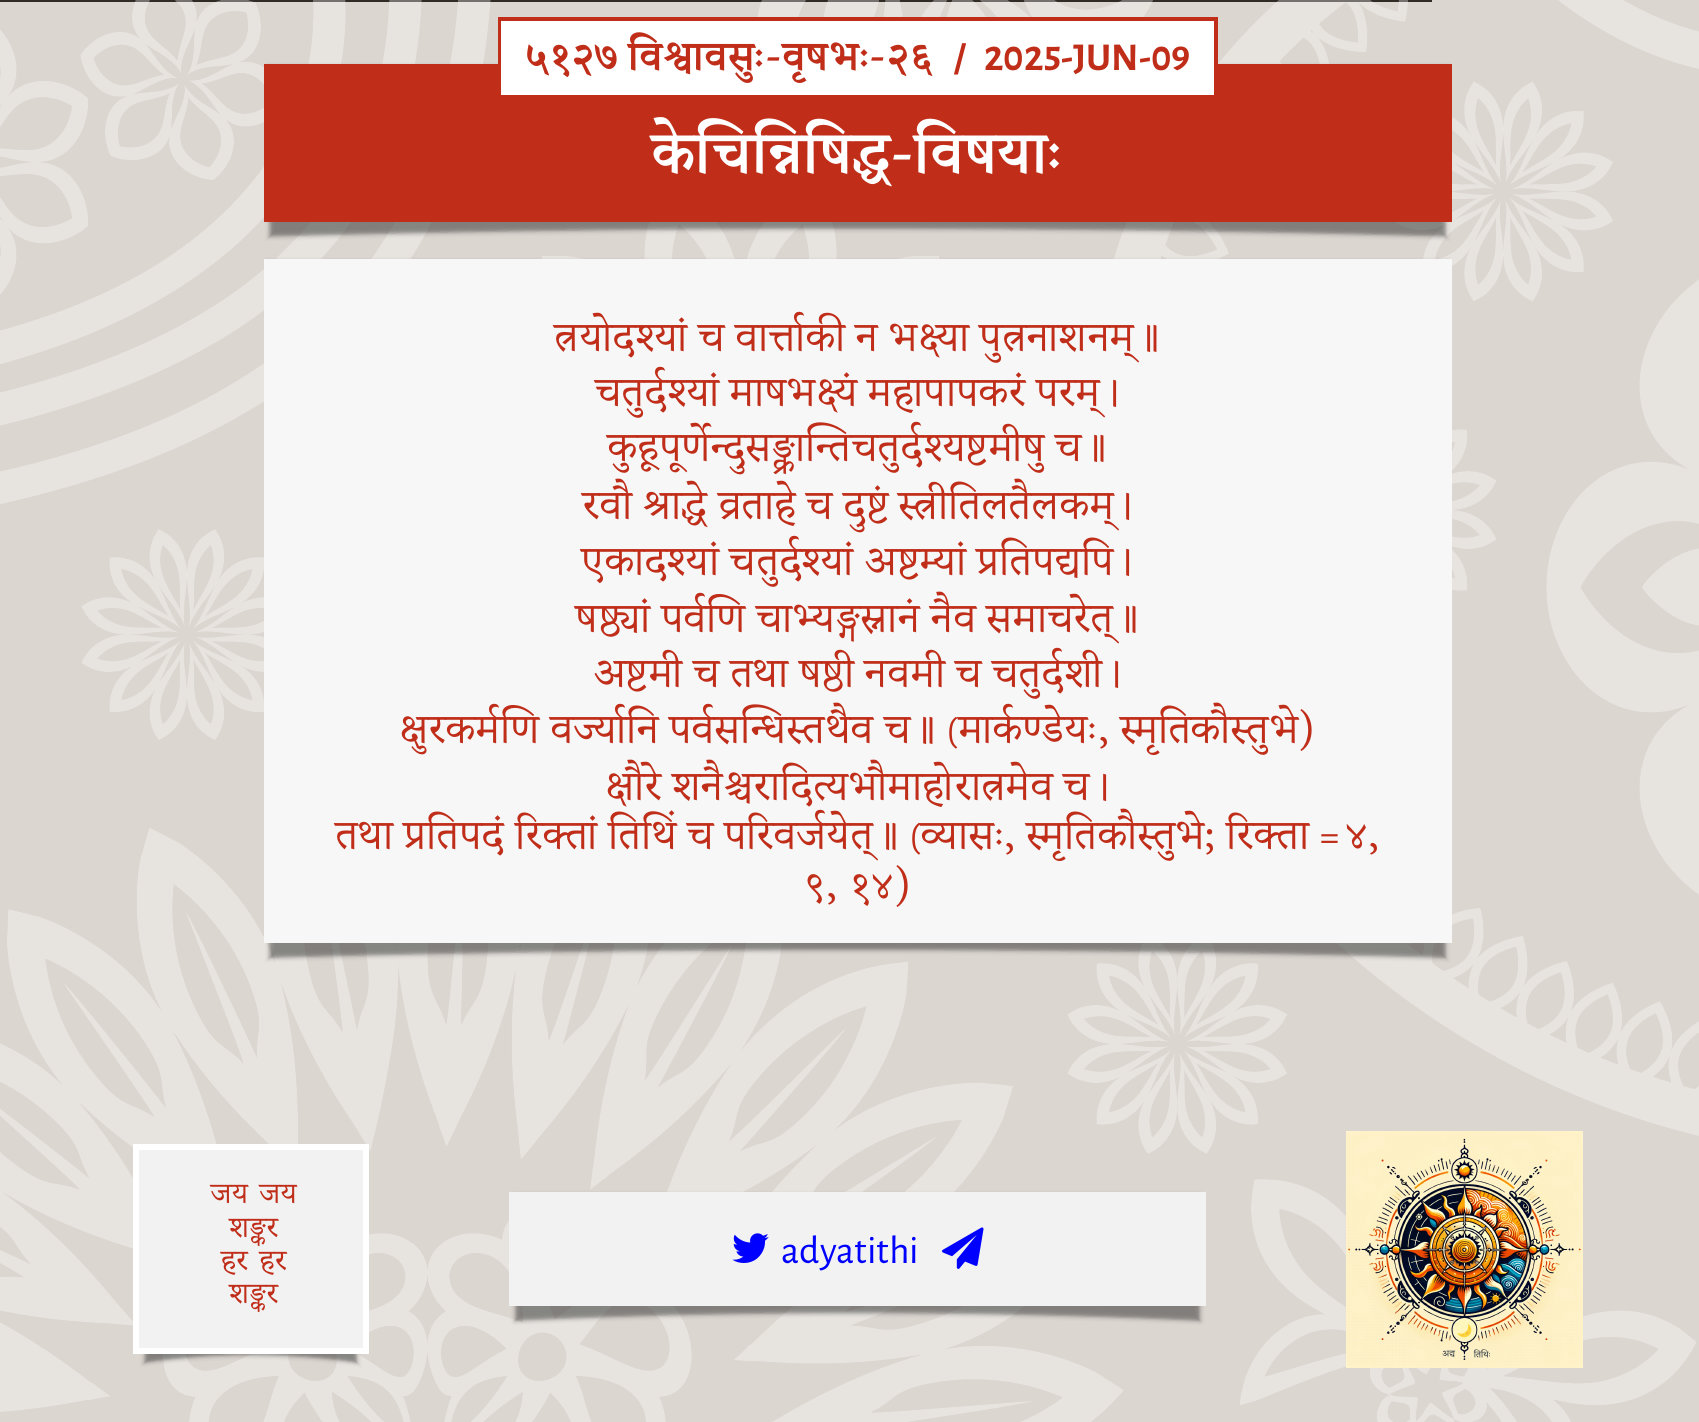 ५१२७ विश्वावसुः-वृषभः-२६ / 2025-JUN-09
केचिन्निषिद्ध-विषयाः
त्रयोदश्यां च वार्त्ताकी न भक्ष्या पुत्रनाशनम्॥
चतुर्दश्यां माषभक्ष्यं महापापकरं परम्।
कुहूपूर्णेन्दुसङ्क्रान्तिचतुर्दश्यष्टमीषु च॥
रवौ श्राद्धे व्रताहे च दुष्टं स्त्रीतिलतैलकम्।
एकादश्यां चतुर्दश्यां अष्टम्यां प्रतिपद्यपि।
षष्ठ्यां पर्वणि चाभ्यङ्गस्नानं नैव समाचरेत्॥
अष्टमी च तथा षष्ठी नवमी च चतुर्दशी।
क्षुरकर्मणि वर्ज्यानि पर्वसन्धिस्तथैव च॥ (मार्कण्डेयः, स्मृतिकौस्तुभे)
क्षौरे शनैश्चरादित्यभौमाहोरात्रमेव च।
तथा प्रतिपदं रिक्तां तिथिं च परिवर्जयेत्॥ (व्यासः, स्मृतिकौस्तुभे; रिक्ता =४,
९, १४)
जय जय
शङ्कर
हर हर
शङ्कर
adyatithi
अद्य तिथिः